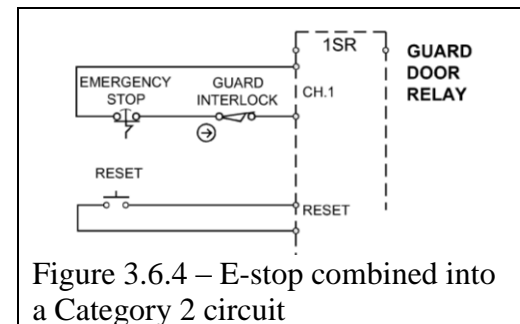 1SR
GUARD
DOOR
RELAY
EMERGENCY
STOP
GUARD
INTERLOCK
CH.1
RESET
RESET
Figure 3.6.4 – E-stop combined into
a Category 2 circuit